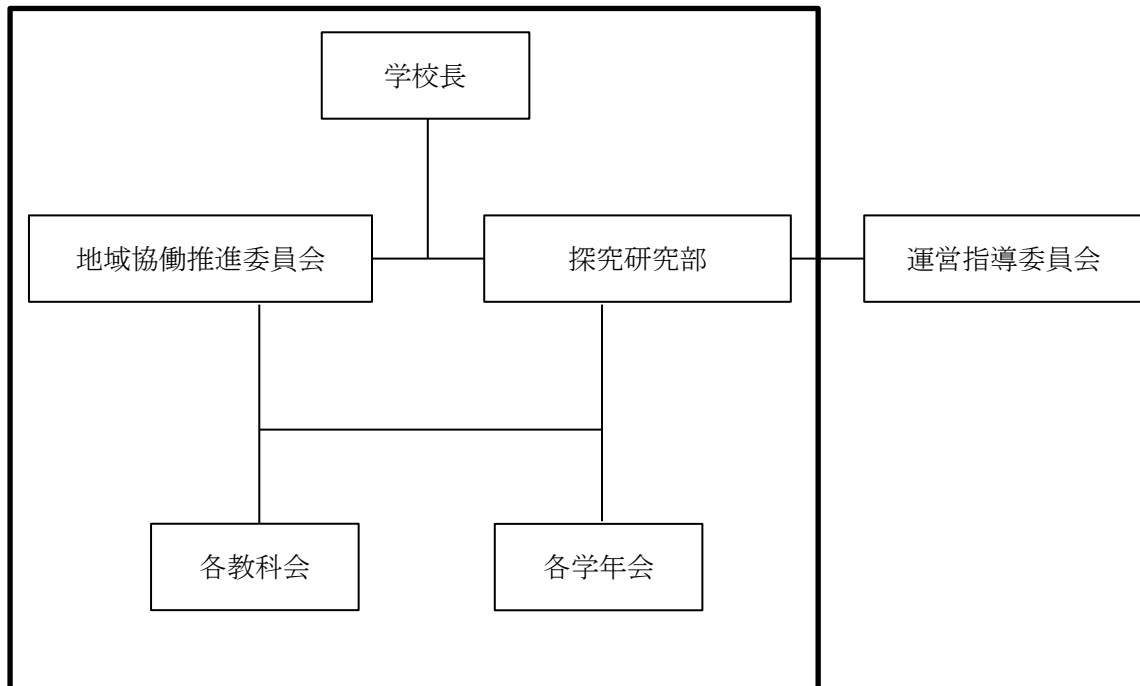 学校長
地域協働推進委員会
探究研究部
運営指導委員会
各教科会
各学年会